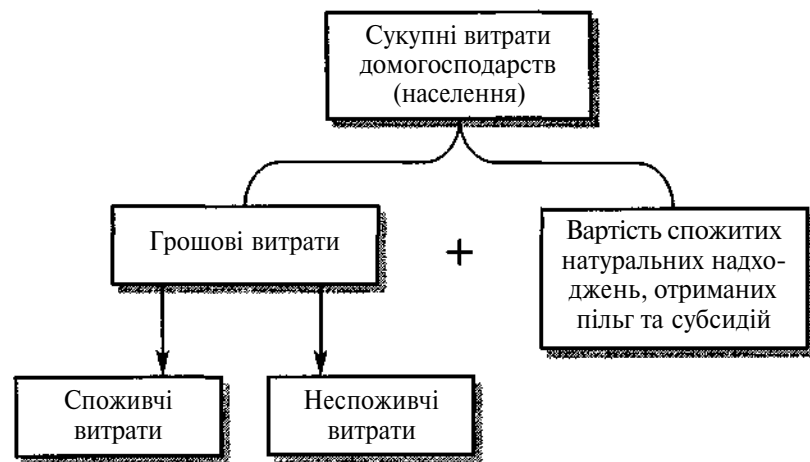 Сукупні витрати
домогосподарств
(населення)
Грошові витрати
+
Вартість спожитих
натуральних надхо-
джень, отриманих
пільг та субсидій
Споживчі
витрати
Неспоживчі
витрати